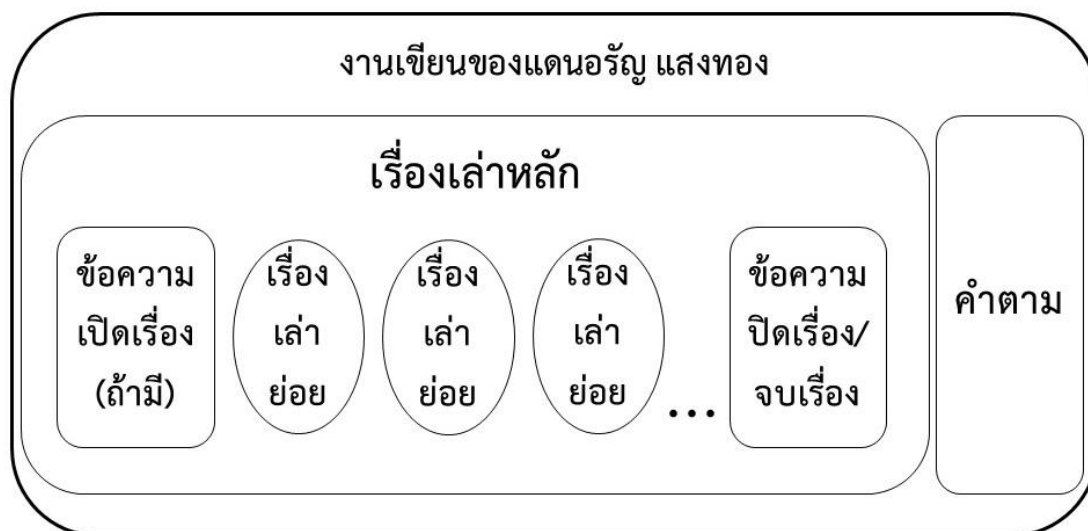 งานเขียนของแดนอรัญ แสงทอง
เรื่องเล่าหลัก
ข้อความ
เปิดเรื่อง
(ถ้ามี)
เรื่อง
เล่า
ย่อย
เรื่อง
เล่า
ย่อย
เรื่อง
เล่า
ย่อย
...
ข้อความ
ปิดเรื่อง/
จบเรื่อง
คำตาม